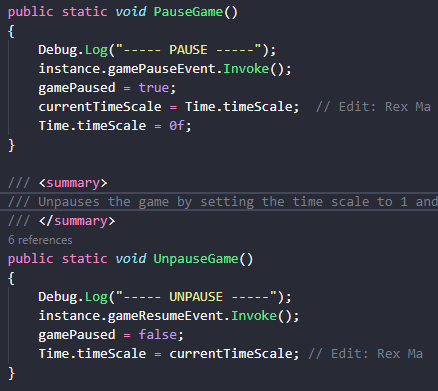 public static void PauseGame()
{
Debug.Log("----- PAUSE -----");
instance.gamePauseEvent.Invoke();
gamePaused = true;
currentTimeScale = Time.timeScale;  // Edit: Rex Ma
Time.timeScale = 0f;
}
/// <summary>
/// Unpauses the game by setting the time scale to 1 and
/// </summary>
6 references
public static void UnpauseGame()
{
Debug.Log("----- UNPAUSE -----");
instance.gameResumeEvent.Invoke();
gamePaused = false;
Time.timeScale = currentTimeScale; // Edit: Rex Ma
}